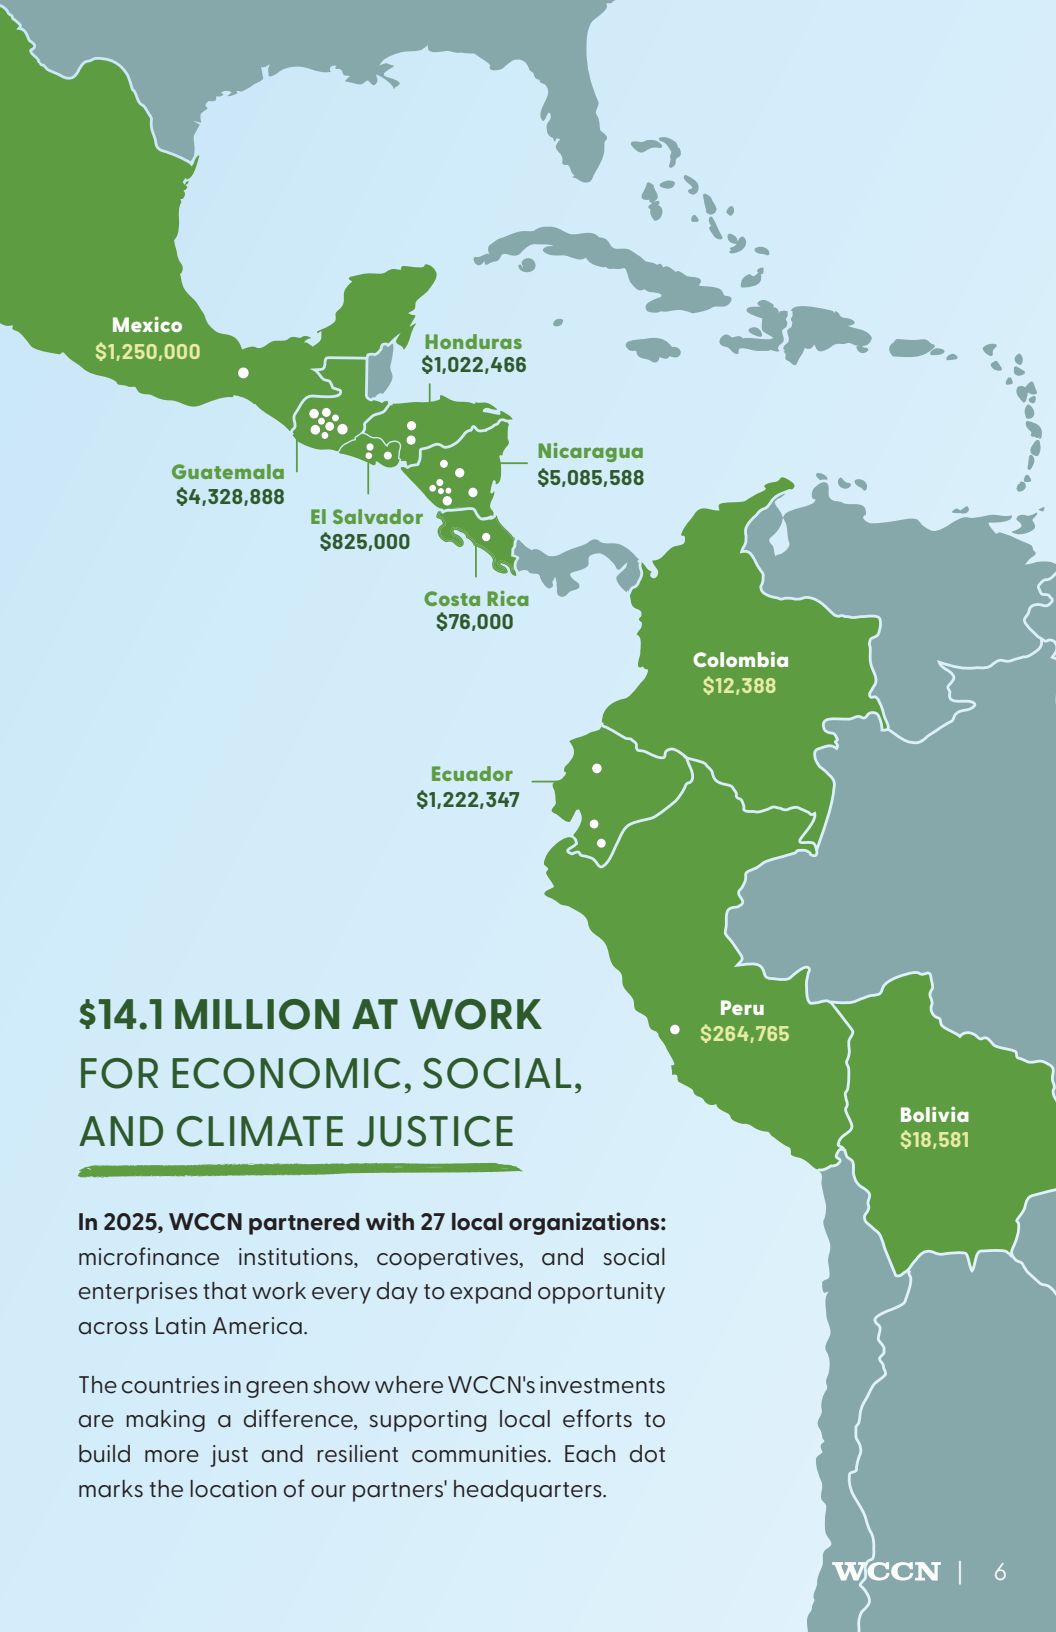 Mexico
$1,250,000
Honduras
$1,022,466
Guatemala
$4,328,888
Nicaragua
$5,085,588
El Salvador
$825,000
Costa Rica
$76,000
Colombia
$12,388
Ecuador
$1,222,347
Peru
$264,765
Bolivia
$18,581
$14.1 MILLION AT WORK
FOR ECONOMIC, SOCIAL,
AND CLIMATE JUSTICE
In 2025, WCCN partnered with 27 local organizations:
microfinance institutions, cooperatives, and social
enterprises that work every day to expand opportunity
across Latin America.
The countries in green show where WCCN's investments
are making a difference, supporting local efforts to
build more just and resilient communities. Each dot
marks the location of our partners' headquarters.
WCCN | 6